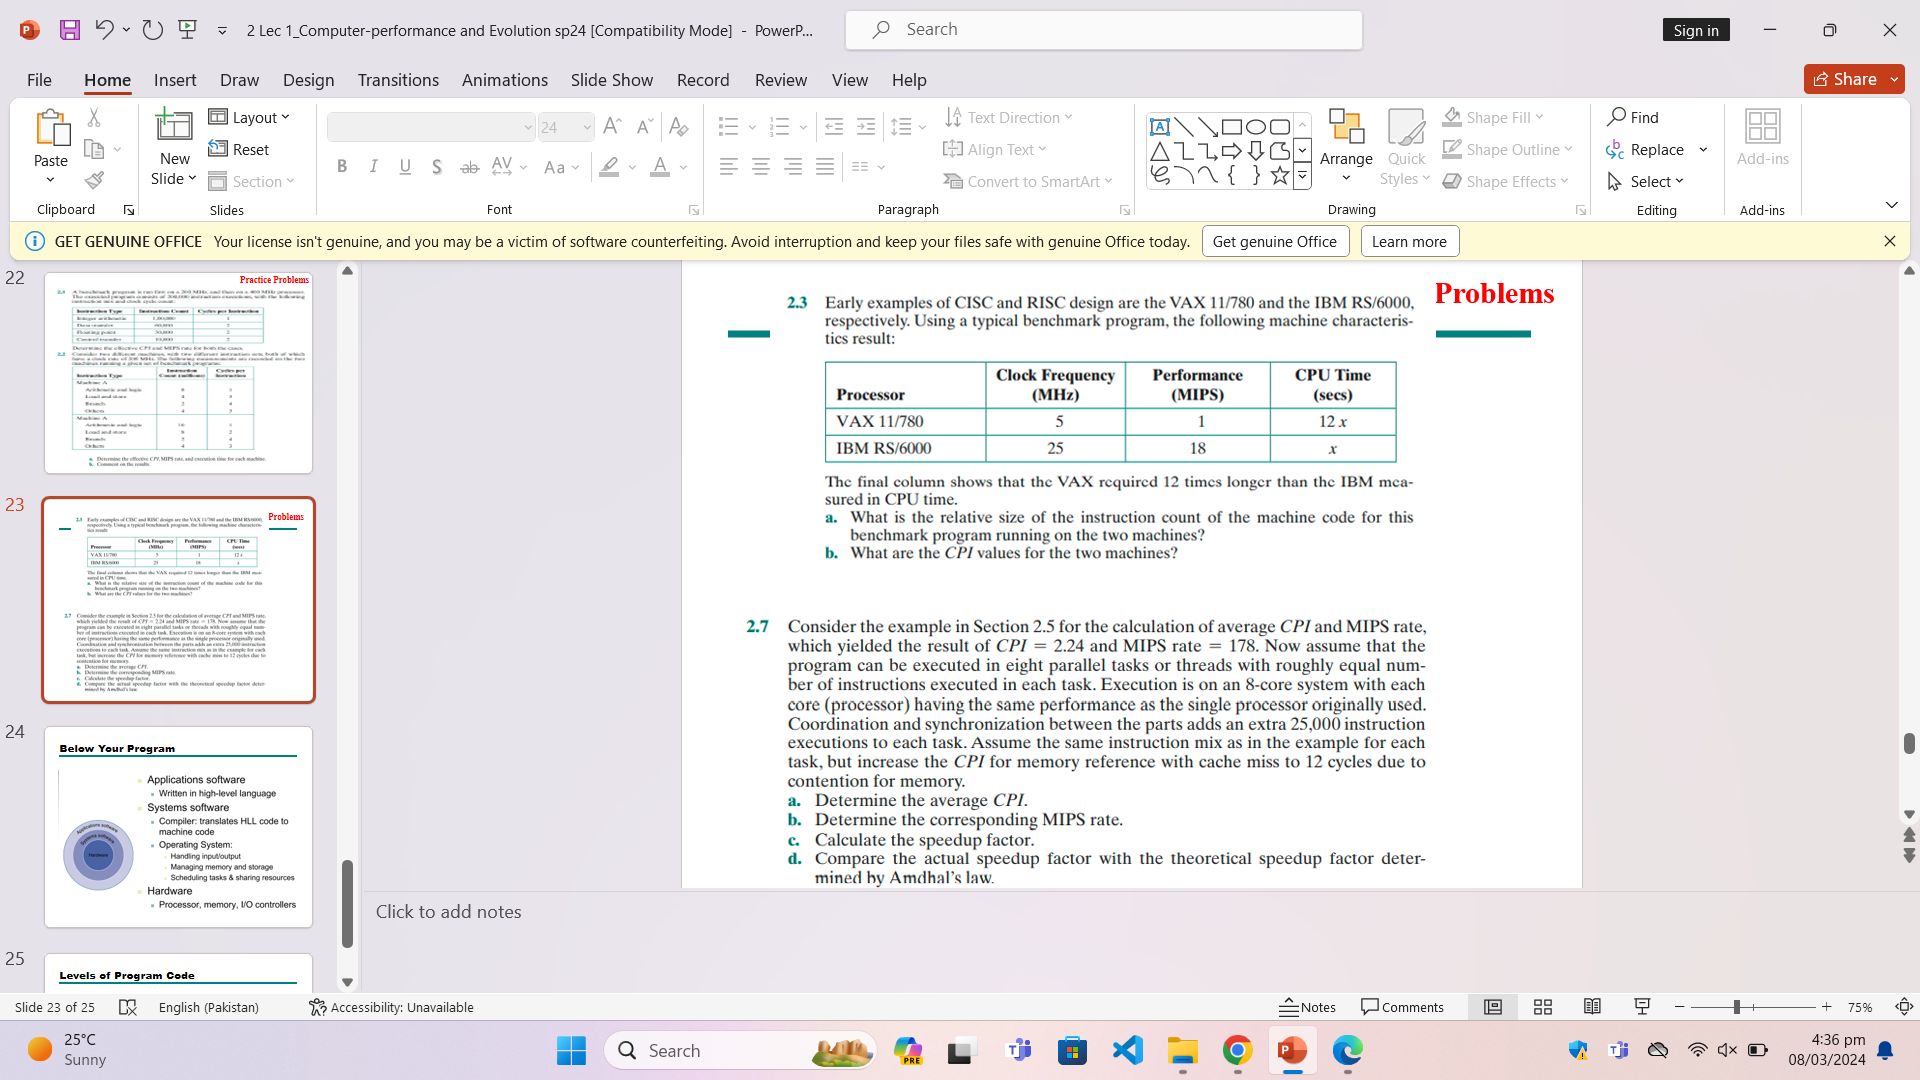 2 Lec 1_Computer-performance and Evolution sp24 [Compatibility Mode] - PowerP...
Search
Sign in
File Home Insert Draw Design Transitions Animations Slide Show Record Review View Help
Share
Paste
New Slide
Layout
Reset
Section
24
Text Direction
Align Text
Convert to SmartArt
Arrange
Quick Styles
Shape Fill
Shape Outline
Shape Effects
Find
Replace
Select
Add-ins
Clipboard Slides Font Paragraph Drawing Editing Add-ins
GET GENUINE OFFICE Your license isn't genuine, and you may be a victim of software counterfeiting. Avoid interruption and keep your files safe with genuine Office today. Get genuine Office Learn more
22
Practice Problems
23
24
Below Your Program
Applications software
Written in high-level language
Systems software
Compiler: translates HLL code to
machine code
Operating System:
Handling input/output
Managing memory and storage
Scheduling tasks & sharing resources
Hardware
Processor, memory, I/O controllers
25
Levels of Program Code
Problems
2.3 Early examples of CISC and RISC design are the VAX 11/780 and the IBM RS/6000,
respectively. Using a typical benchmark program, the following machine characteris-
tics result:
Processor Clock Frequency (MHz) Performance (MIPS) CPU Time (secs)
VAX 11/780 5 1 12 x
IBM RS/6000 25 18 x
The final column shows that the VAX required 12 times longer than the IBM mea-
sured in CPU time.
a. What is the relative size of the instruction count of the machine code for this
benchmark program running on the two machines?
b. What are the CPI values for the two machines?
2.7 Consider the example in Section 2.5 for the calculation of average CPI and MIPS rate,
which yielded the result of CPI = 2.24 and MIPS rate = 178. Now assume that the
program can be executed in eight parallel tasks or threads with roughly equal num-
ber of instructions executed in each task. Execution is on an 8-core system with each
core (processor) having the same performance as the single processor originally used.
Coordination and synchronization between the parts adds an extra 25,000 instruction
executions to each task. Assume the same instruction mix as in the example for each
task, but increase the CPI for memory reference with cache miss to 12 cycles due to
contention for memory.
a. Determine the average CPI.
b. Determine the corresponding MIPS rate.
c. Calculate the speedup factor.
d. Compare the actual speedup factor with the theoretical speedup factor deter-
mined by Amdhal's law.
Click to add notes
Slide 23 of 25 English (Pakistan) Accessibility: Unavailable Notes Comments 75%
25°C
Sunny
Search
PRE
4:36 pm
08/03/2024